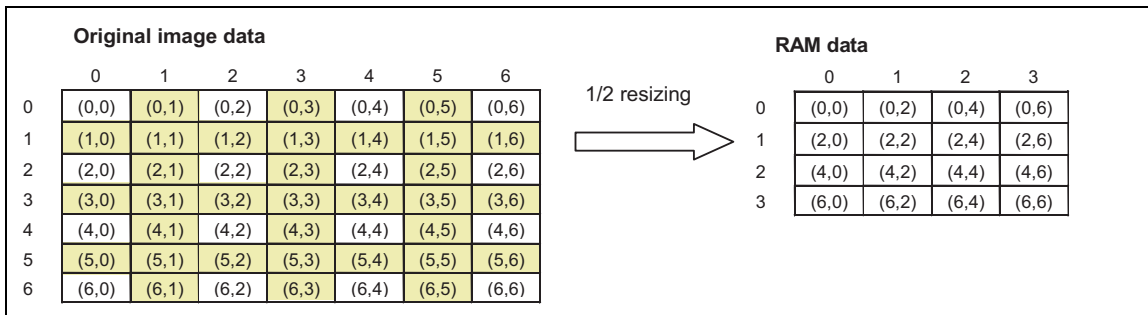 Original image data
0 1 2 3 4 5 6
0 (0,0) (0,1) (0,2) (0,3) (0,4) (0,5) (0,6)
1 (1,0) (1,1) (1,2) (1,3) (1,4) (1,5) (1,6)
2 (2,0) (2,1) (2,2) (2,3) (2,4) (2,5) (2,6)
3 (3,0) (3,1) (3,2) (3,3) (3,4) (3,5) (3,6)
4 (4,0) (4,1) (4,2) (4,3) (4,4) (4,5) (4,6)
5 (5,0) (5,1) (5,2) (5,3) (5,4) (5,5) (5,6)
6 (6,0) (6,1) (6,2) (6,3) (6,4) (6,5) (6,6)
1/2 resizing
RAM data
0 1 2 3
0 (0,0) (0,2) (0,4) (0,6)
1 (2,0) (2,2) (2,4) (2,6)
2 (4,0) (4,2) (4,4) (4,6)
3 (6,0) (6,2) (6,4) (6,6)